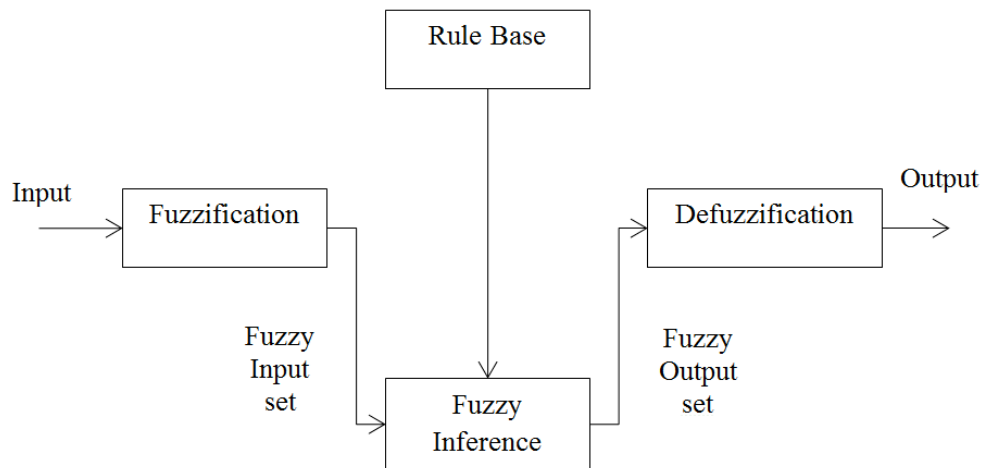 Rule Base
Input
Fuzzification
Defuzzification
Output
Fuzzy
Input
set
Fuzzy
Inference
Fuzzy
Output
set